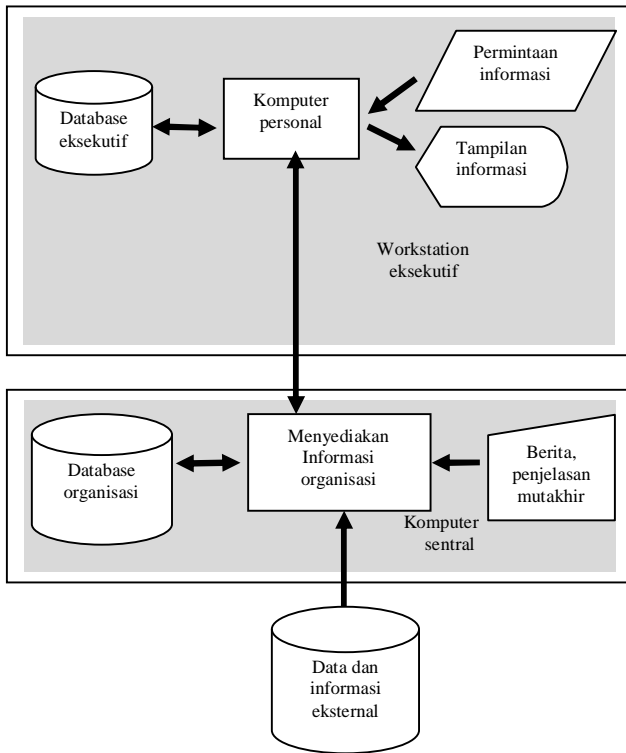 Permintaan
informasi
Komputer
personal
Database
eksekutif
Tampilan
informasi
Workstation
eksekutif
Menyediakan
Informasi
organisasi
Database
organisasi
Berita,
penjelasan
mutakhir
Komputer
sentral
Data dan
informasi
eksternal